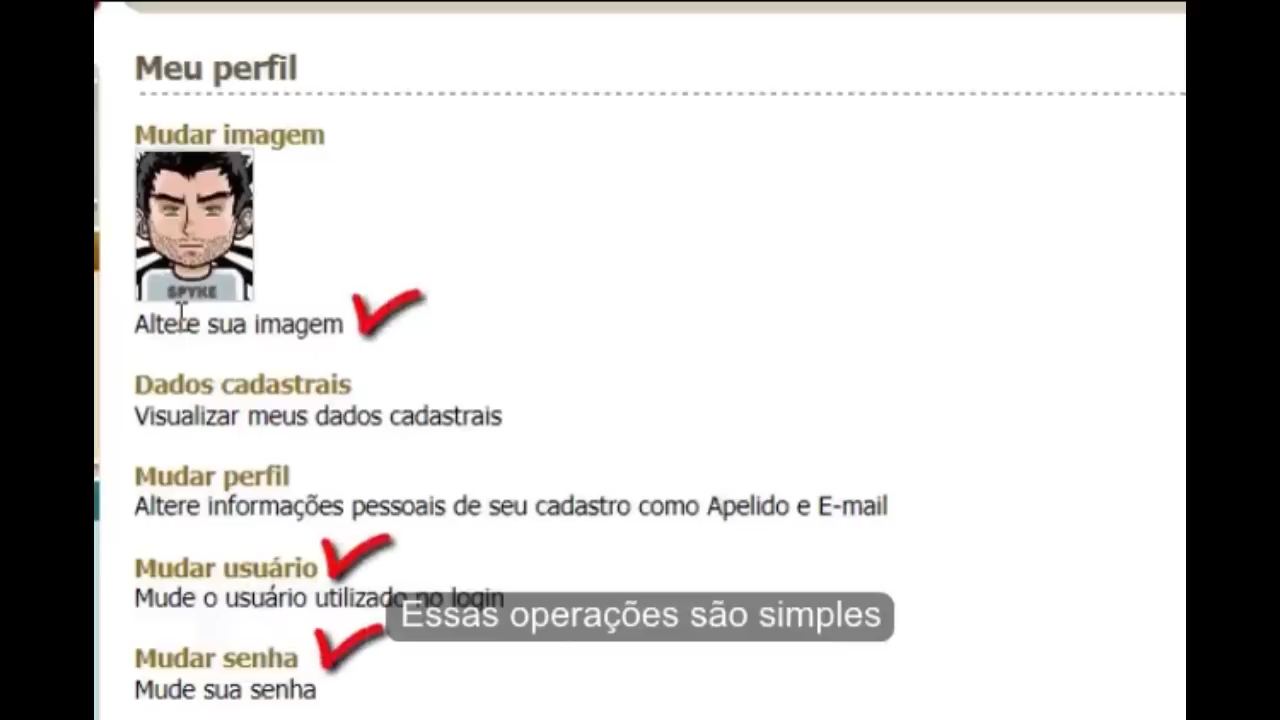 Meu perfil
Mudar imagem
SPYKE
Altere sua imagem
Dados cadastrais
Visualizar meus dados cadastrais
Mudar perfil
Altere informações pessoais de seu cadastro como Apelido e E-mail
Mudar usuário
Mude o usuário utilizado no login
Essas operações são simples
Mudar senha
Mude sua senha